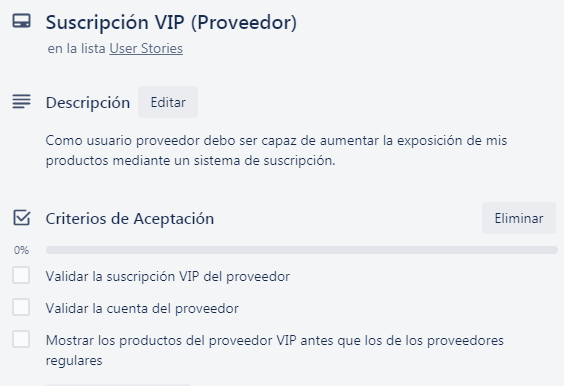 Suscripción VIP (Proveedor)
en la lista User Stories
Descripción Editar
Como usuario proveedor debo ser capaz de aumentar la exposición de mis
productos mediante un sistema de suscripción.
Criterios de Aceptación Eliminar
0%
Validar la suscripción VIP del proveedor
Validar la cuenta del proveedor
Mostrar los productos del proveedor VIP antes que los de los proveedores
regulares